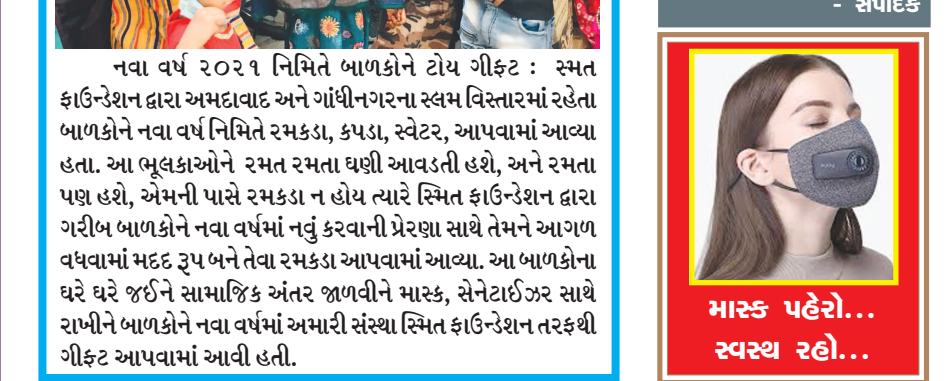 નવા વર્ષ ૨૦૨૧ નિમિતે બાળકોને ટોય ગીફ્ટ : સ્મત
ફાઉન્ડેશન દ્વારા અમદાવાદ અને ગાંધીનગરના સ્લમ વિસ્તારમાં રહેતા
બાળકોને નવા વર્ષ નિમિતે રમકડા, કપડા, સ્વેટર, આપવામાં આવ્યા
હતા. આ ભૂલકાઓને રમત રમતા ઘણી આવડતી હશે, અને રમતા
પણ હશે, એમની પાસે રમકડા ન હોય ત્યારે સ્મિત ફાઉન્ડેશન દ્વારા
ગરીબ બાળકોને નવા વર્ષમાં નવું કરવાની પ્રેરણા સાથે તેમને આગળ
વધવામાં મદદ રૂપ બને તેવા રમકડા આપવામાં આવ્યા. આ બાળકોના
ઘરે ઘરે જઈને સામાજિક અંતર જાળવીને માસ્ક, સેનેટાઈઝર સાથે
રાખીને બાળકોને નવા વર્ષમાં અમારી સંસ્થા સ્મિત ફાઉન્ડેશન તરફથી
ગીફ્ટ આપવામાં આવી હતી.
- સંપાદક
માસ્ક પહેરો...
સ્વસ્થ રહો...